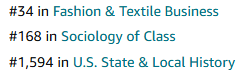 #34 in Fashion & Textile Business
#168 in Sociology of Class
#1,594 in U.S. State & Local History